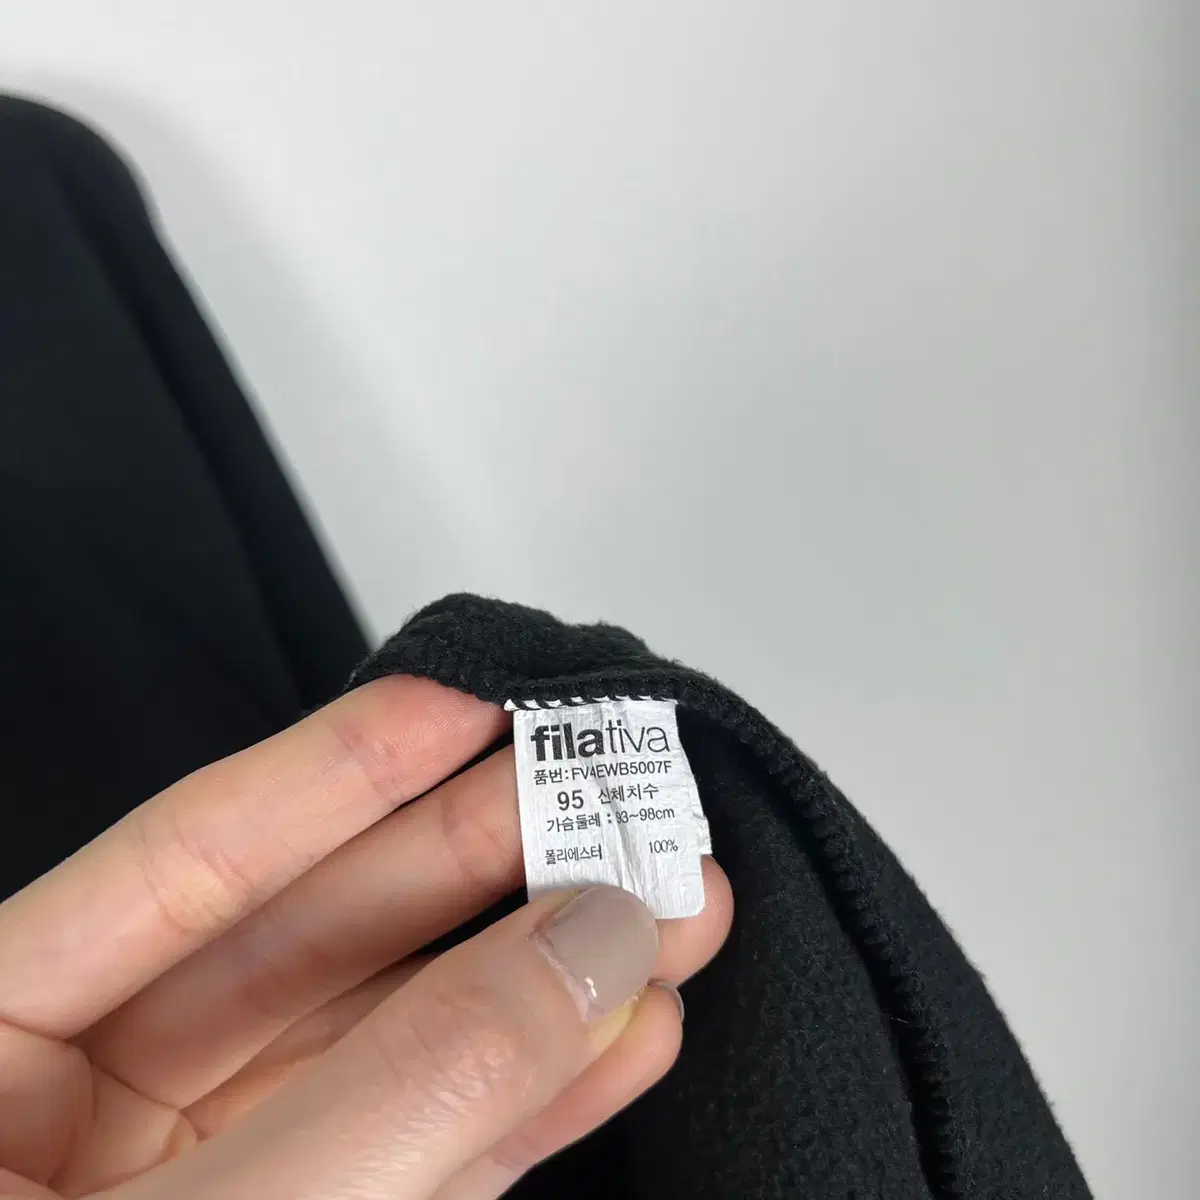 filativa
품번:FV4EWB5007F
95 신체치수
가슴둘레 : 93~98cm
폴리에스터 100%